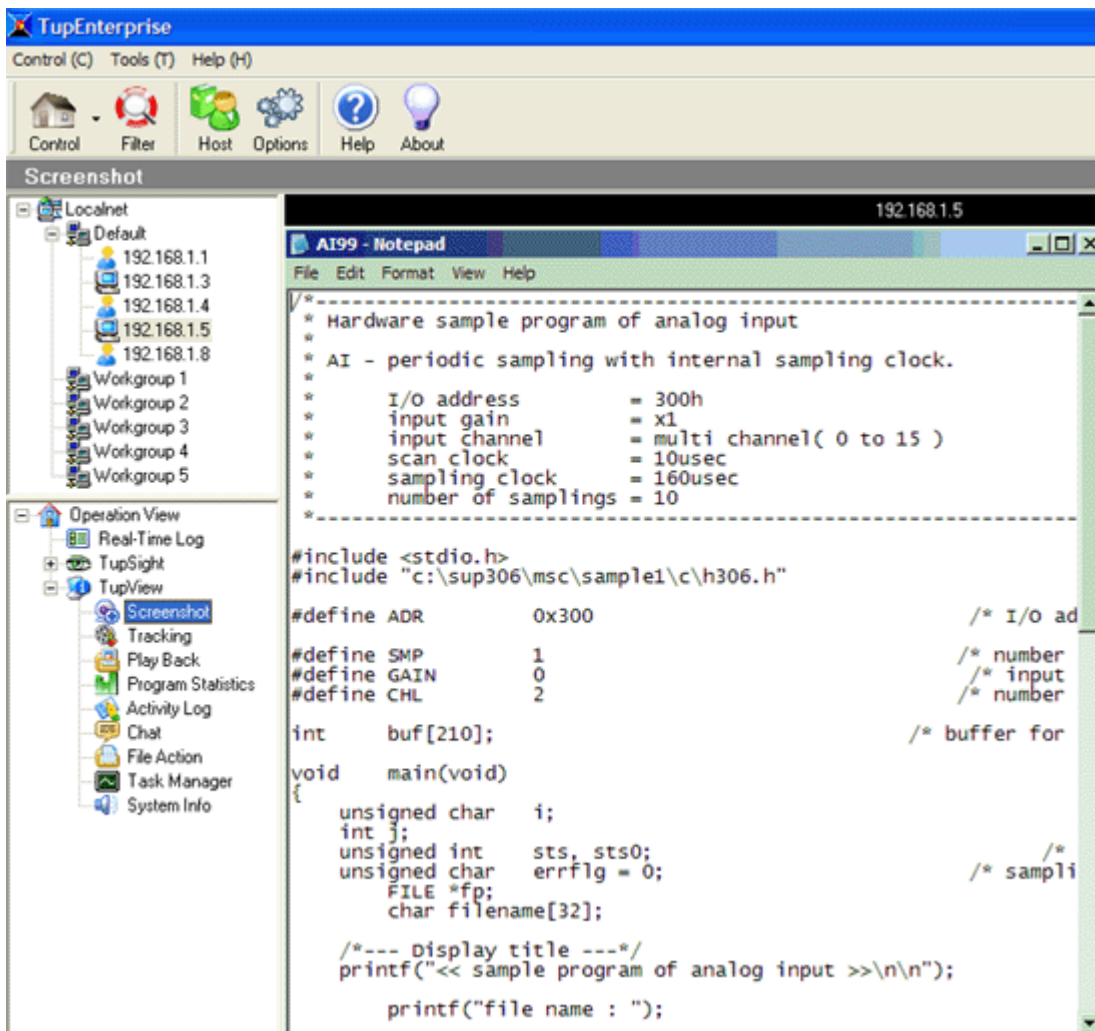 TupEnterprise
Control (C) Tools (T) Help (H)
Control Filter Host Options Help About
Screenshot
Localnet
Default
192.168.1.1
192.168.1.3
192.168.1.4
192.168.1.5
192.168.1.8
Workgroup 1
Workgroup 2
Workgroup 3
Workgroup 4
Workgroup 5
Operation View
Real-Time Log
TupSight
TupView
Screenshot
Tracking
Play Back
Program Statistics
Activity Log
Chat
File Action
Task Manager
System Info
192.168.1.5
AI99 - Notepad
File Edit Format View Help
/*-----------------------------------------------------------------
 * Hardware sample program of analog input
 *
 * AI - periodic sampling with internal sampling clock.
 *
 *      I/O address         = 300h
 *      input gain          = x1
 *      input channel       = multi channel( 0 to 15 )
 *      scan clock          = 10usec
 *      sampling clock      = 160usec
 *      number of samplings = 10
 *-----------------------------------------------------------------
#include <stdio.h>
#include "c:\sup306\msc\sample1\c\h306.h"
#define ADR         0x300                               /* I/O ad
#define SMP         1                                  /* number
#define GAIN        0                                   /* input
#define CHL         2                                  /* number
int     buf[210];                                  /* buffer for
void    main(void)
{
    unsigned char   i;
    int j;
    unsigned int    sts, sts0;                                /*
    unsigned char   errflg = 0;                         /* sampli
        FILE *fp;
        char filename[32];
    /*--- Display title ---*/
    printf("<< sample program of analog input >>\n\n");
        printf("file name : ");